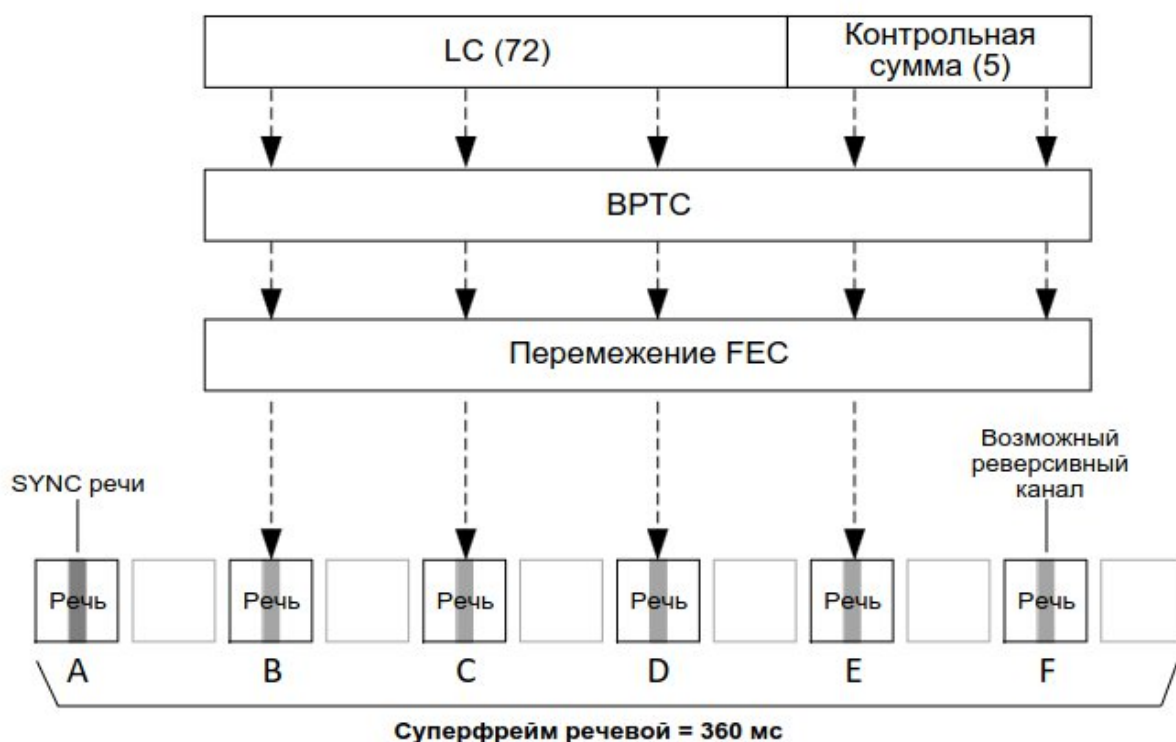 LC (72)
Контрольная
сумма (5)
BPTC
Перемежение FEC
SYNC речи
Возможный
реверсивный
канал
Речь Речь Речь Речь Речь Речь
A B C D E F
Суперфрейм речевой = 360 мс